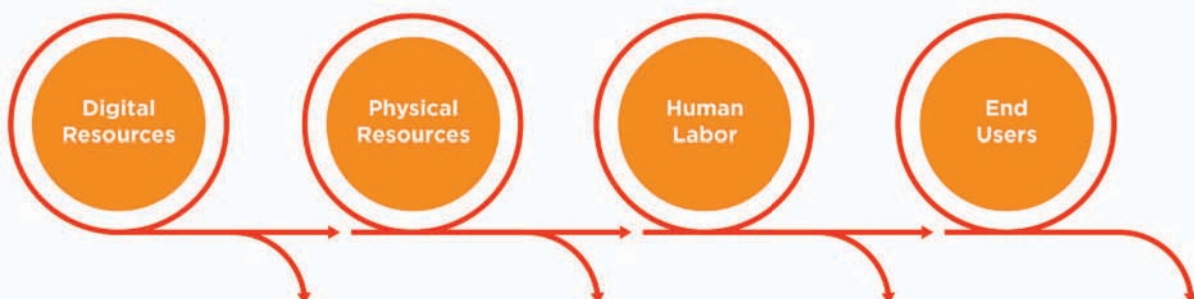 Digital
Resources
Physical
Resources
Human
Labor
End
Users